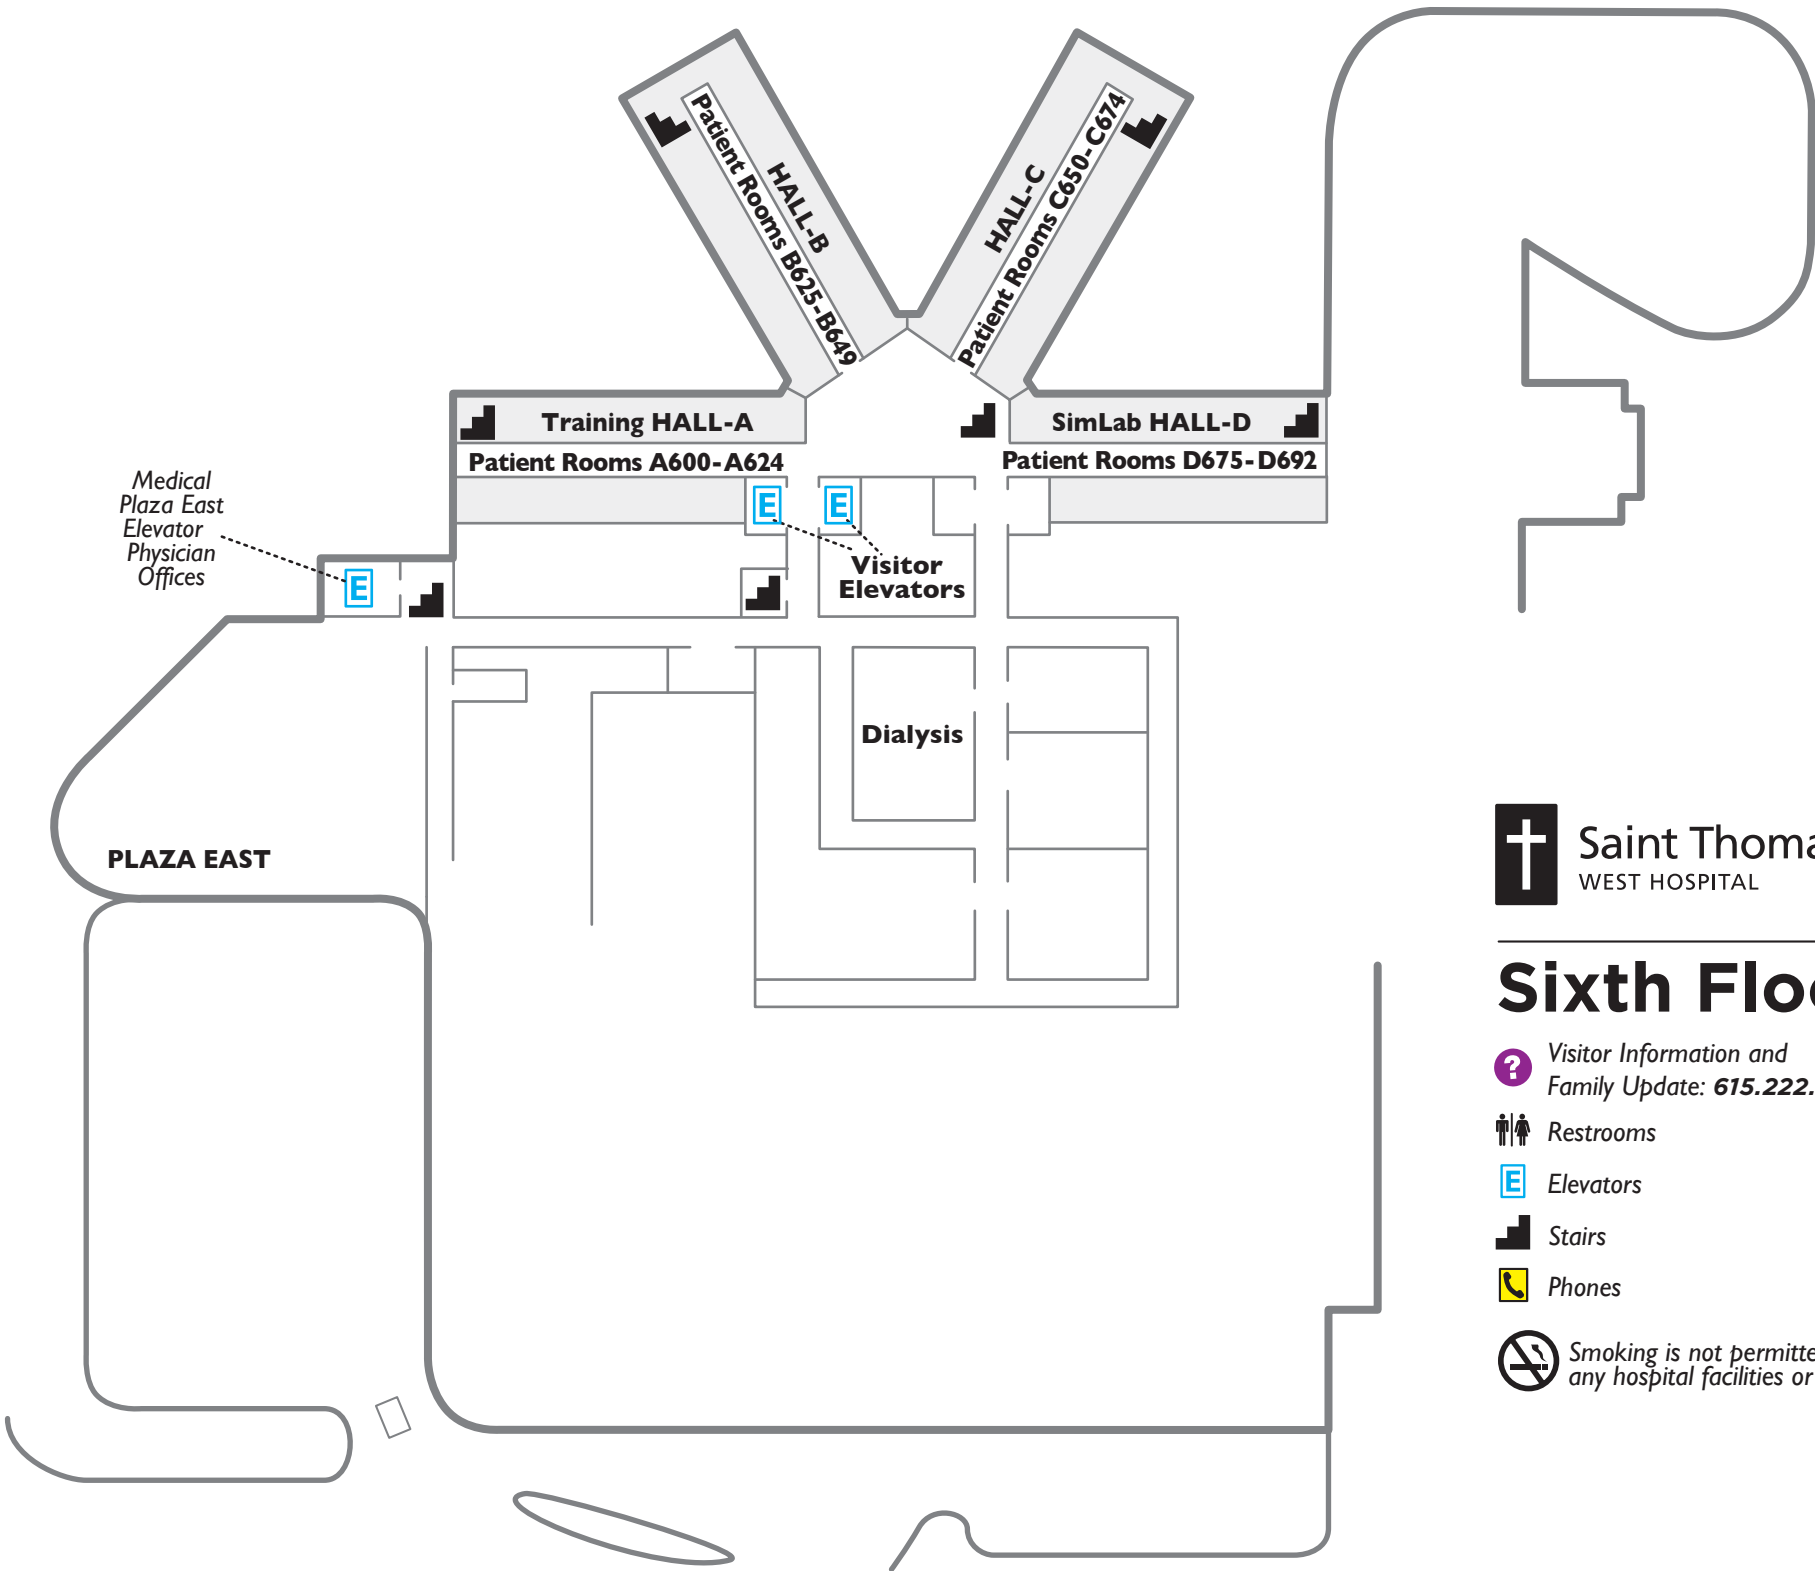 Patient Rooms B625-B649
HALL-B
HALL-C
Patient Rooms C650-C674
Training HALL-A
SimLab HALL-D
Patient Rooms A600-A624
Patient Rooms D675-D692
Medical
Plaza East
Elevator
Physician
Offices
E
E
E
Visitor
Elevators
Dialysis
PLAZA EAST
Saint Thoma
WEST HOSPITAL
Sixth Floo
?
Visitor Information and
Family Update: 615.222.
Restrooms
E
Elevators
Stairs
Phones
Smoking is not permitte
any hospital facilities or